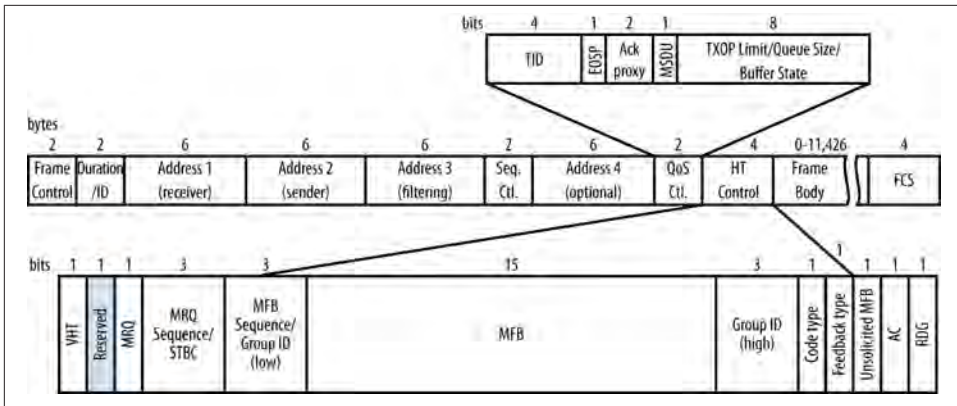 bits 4 1 2 1 8
TID EOSP Ack proxy MSDU TXOP Limit/Queue Size/ Buffer State
bytes
2 2 6 6 6 2 6 2 4 0-11,426 4
Frame Control Duration /ID Address 1 (receiver) Address 2 (sender) Address 3 (filtering) Seq. Ctl. Address 4 (optional) QoS Ctl. HT Control Frame Body FCS
bits 1 1 1 3 3 15 3 1 1 1 1 1
VHT Reserved MRQ MRQ Sequence/ STBC MFB Sequence/ Group ID (low) MFB Group ID (high) Code type Feedback type Unsolicited MFB AC RDG